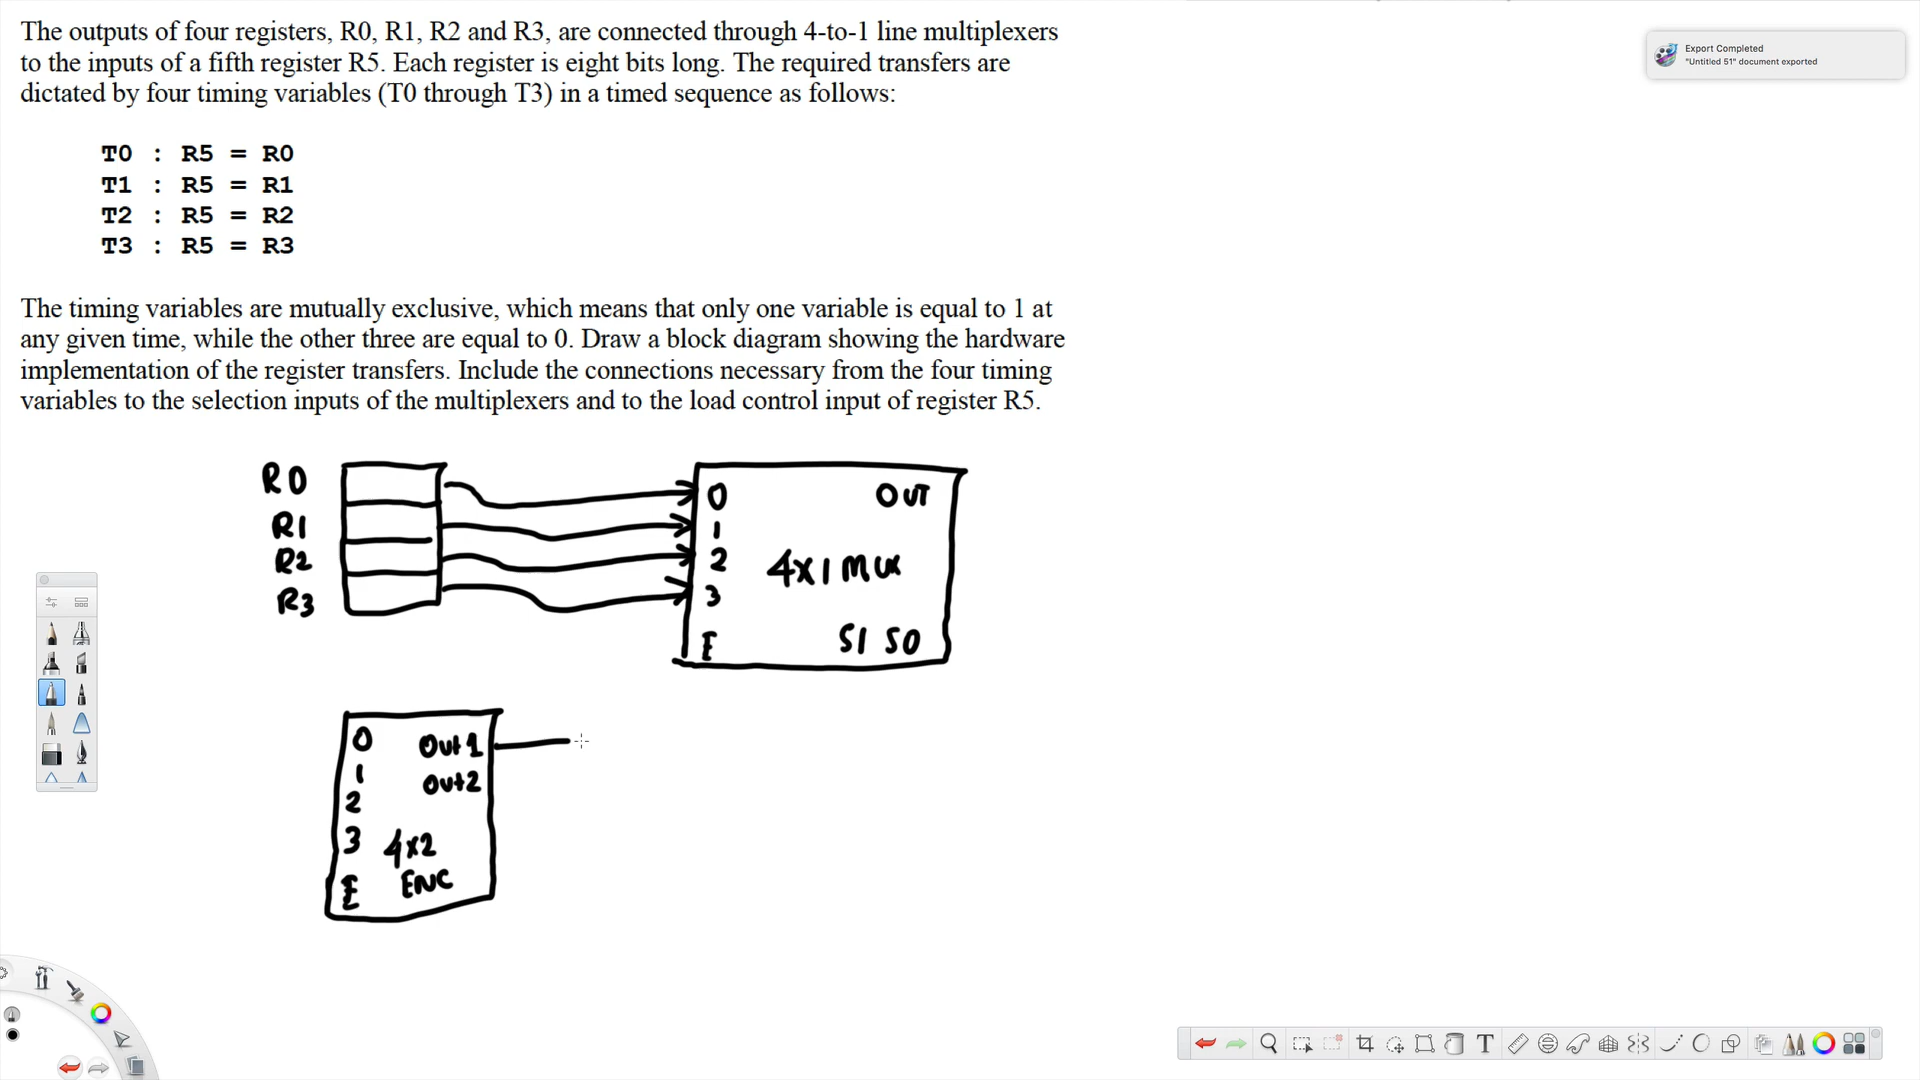 The outputs of four registers, R0, R1, R2 and R3, are connected through 4-to-1 line multiplexers
to the inputs of a fifth register R5. Each register is eight bits long. The required transfers are
dictated by four timing variables (T0 through T3) in a timed sequence as follows:
T0 : R5 = R0
T1 : R5 = R1
T2 : R5 = R2
T3 : R5 = R3
The timing variables are mutually exclusive, which means that only one variable is equal to 1 at
any given time, while the other three are equal to 0. Draw a block diagram showing the hardware
implementation of the register transfers. Include the connections necessary from the four timing
variables to the selection inputs of the multiplexers and to the load control input of register R5.
Export Completed
"Untitled 51" document exported
R0
R1
R2
R3
0 OUT
1
2 4x1 MUX
3
E S1 S0
0 Out 1
1 Out2
2
3 4x2
E ENC
T